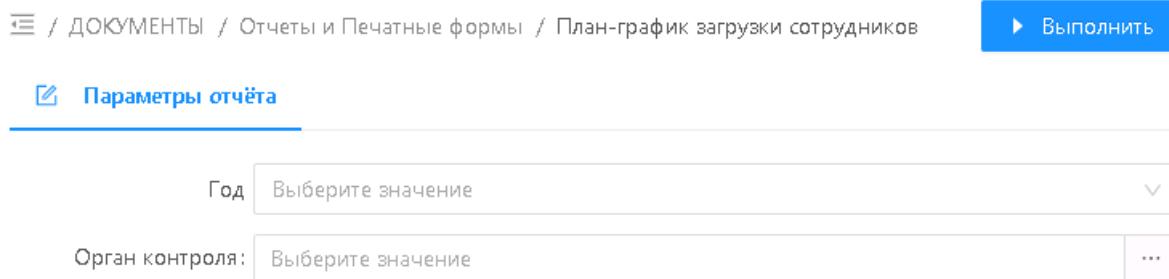 / ДОКУМЕНТЫ / Отчеты и Печатные формы / План-график загрузки сотрудников Выполнить
Параметры отчёта
Год Выберите значение
Орган контроля: Выберите значение ...